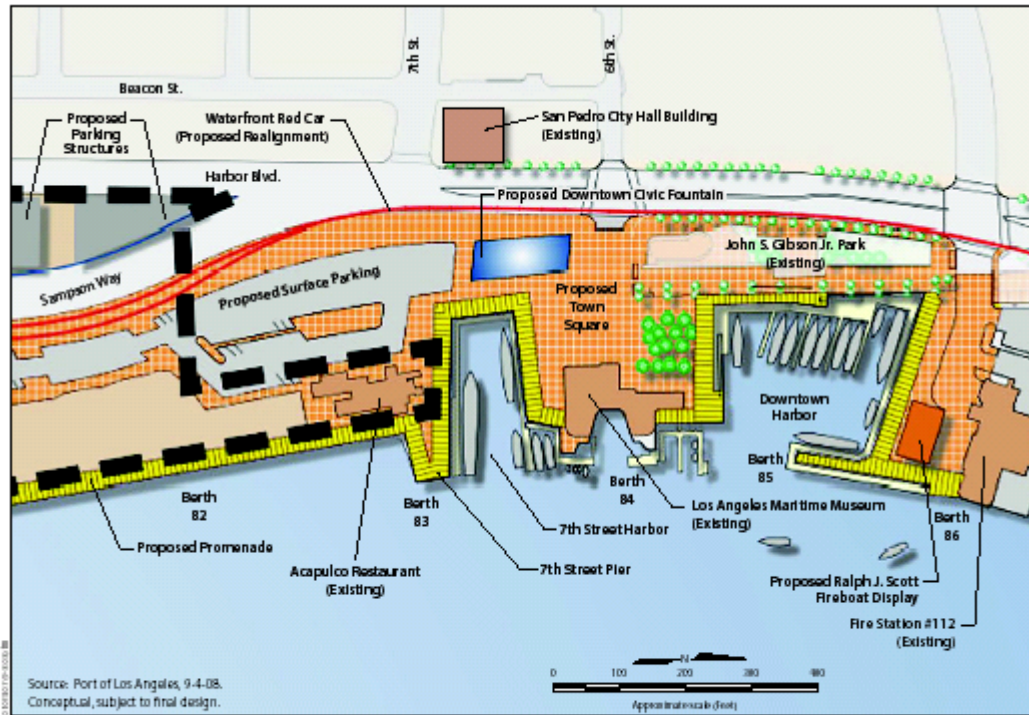 7th St.
6th St.
Beacon St.
Proposed
Parking
Structures
Waterfront Red Car
(Proposed Realignment)
San Pedro City Hall Building
(Existing)
Harbor Blvd.
Proposed Downtown Civic Fountain
John S. Gibson Jr. Park
(Existing)
Sampson Way
Proposed Surface Parking
Proposed
Town
Square
Downtown
Harbor
Berth
82
Berth
83
Berth
84
Berth
85
Berth
86
Los Angeles Maritime Museum
(Existing)
7th Street Harbor
Proposed Promenade
7th Street Pier
Acapulco Restaurant
(Existing)
Proposed Ralph J. Scott
Fireboat Display
Fire Station #112
(Existing)
N
0 100 200 300 400
Approximate scale (feet)
Source: Port of Los Angeles, 9-4-08.
Conceptual, subject to final design.